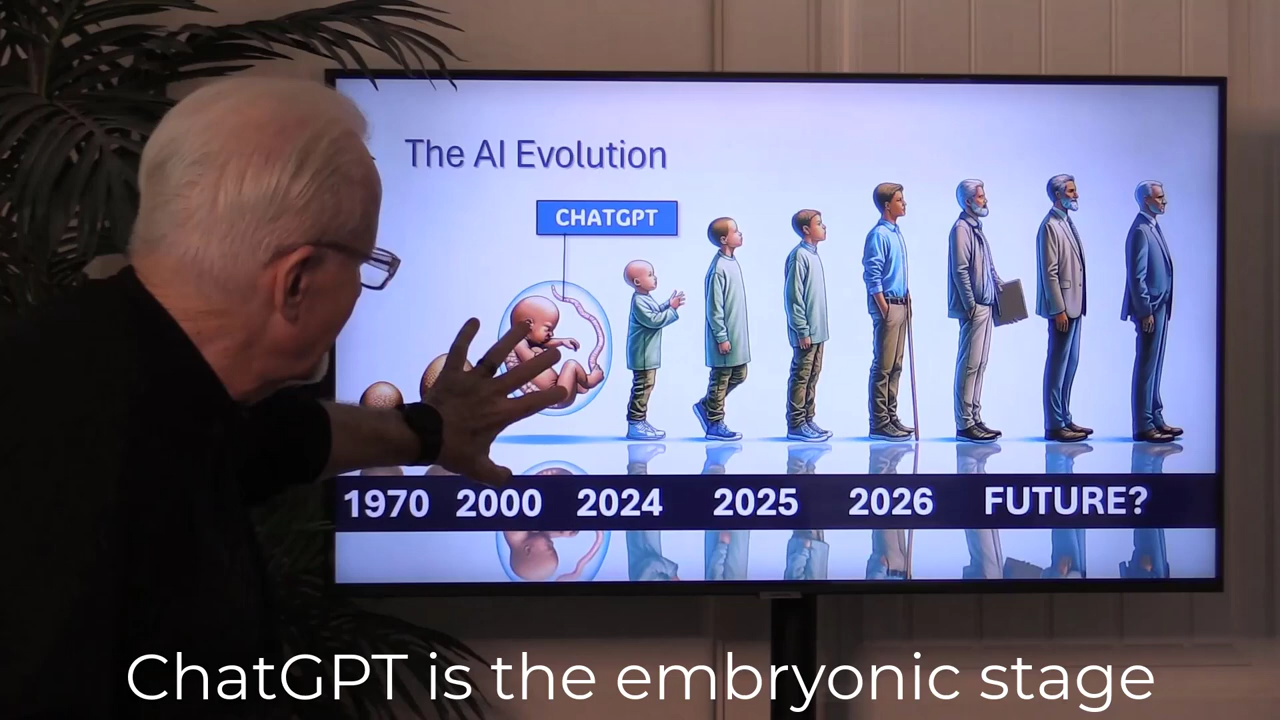 The AI Evolution
CHATGPT
1970 2000 2024 2025 2026 FUTURE?
ChatGPT is the embryonic stage